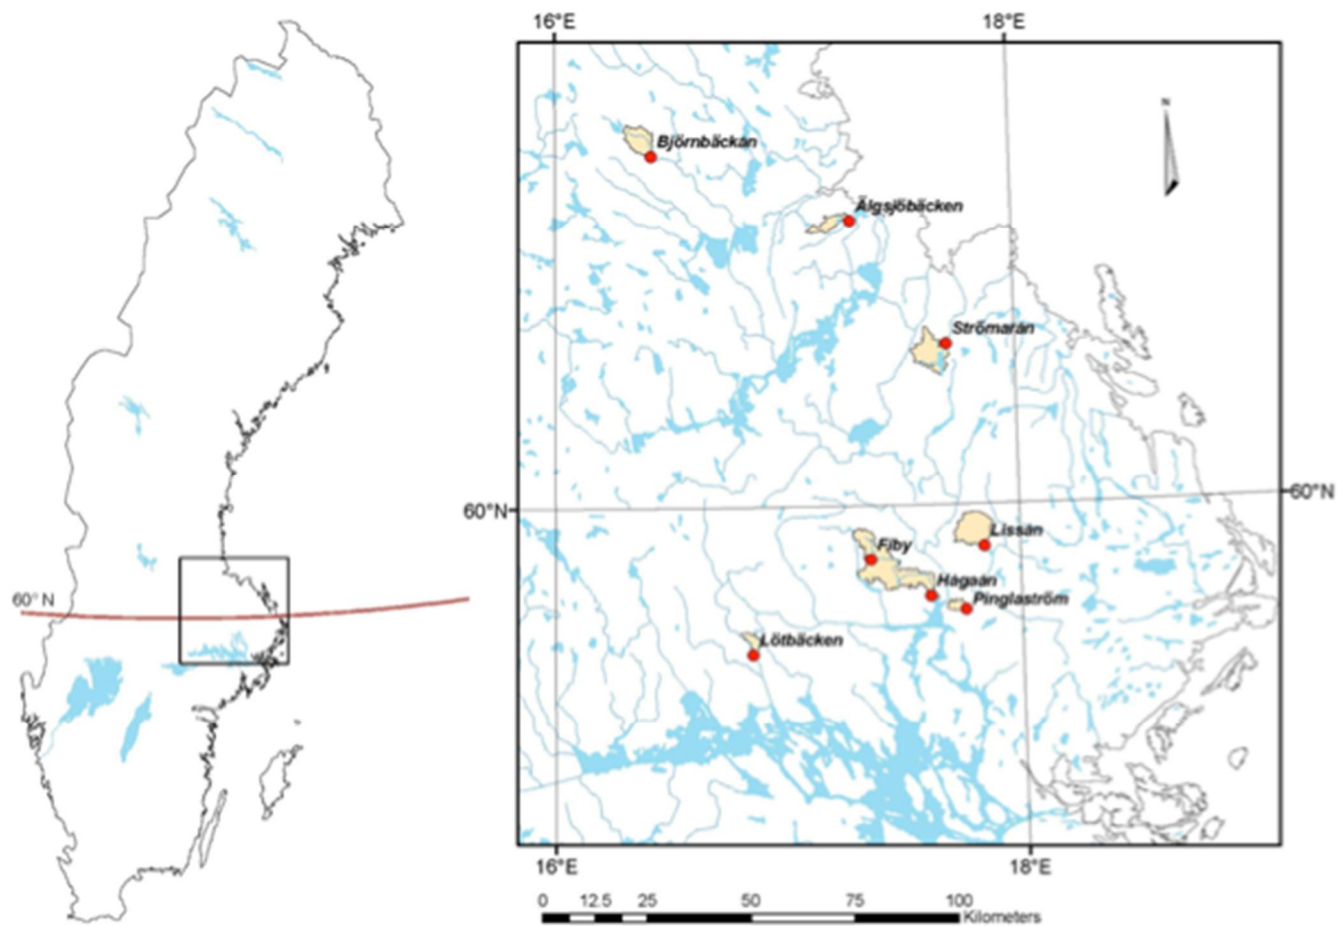 16°E 18°E
N
Björnbäckan
Älgsjöbäcken
Strömarån
60°N 60°N
Lissån
Fiby
Hågaån
Pinglaström
60° N
Lötbäcken
16°E 18°E
0 12.5 25 50 75 100
Kilometers